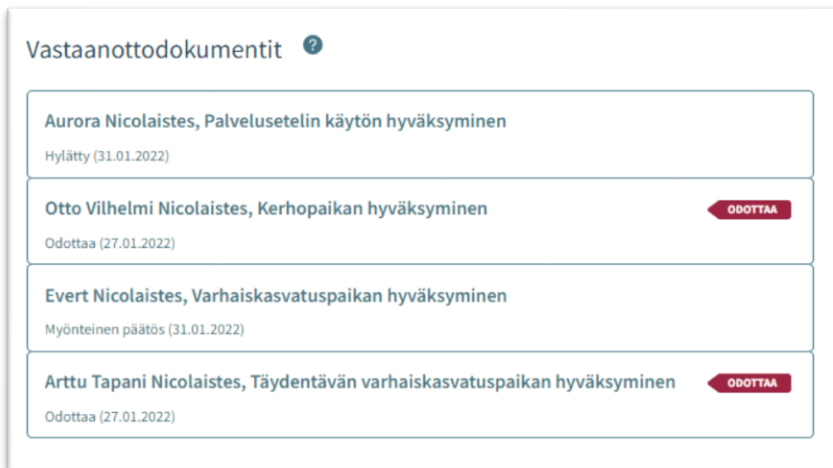 Vastaanottodokumentit ?
Aurora Nicolaistes, Palvelusetelin käytön hyväksyminen
Hylätty (31.01.2022)
Otto Vilhelmi Nicolaistes, Kerhopaikan hyväksyminen
ODOTTAA
Odottaa (27.01.2022)
Evert Nicolaistes, Varhaiskasvatuspaikan hyväksyminen
Myönteinen päätös (31.01.2022)
Arttu Tapani Nicolaistes, Täydentävän varhaiskasvatuspaikan hyväksyminen
ODOTTAA
Odottaa (27.01.2022)